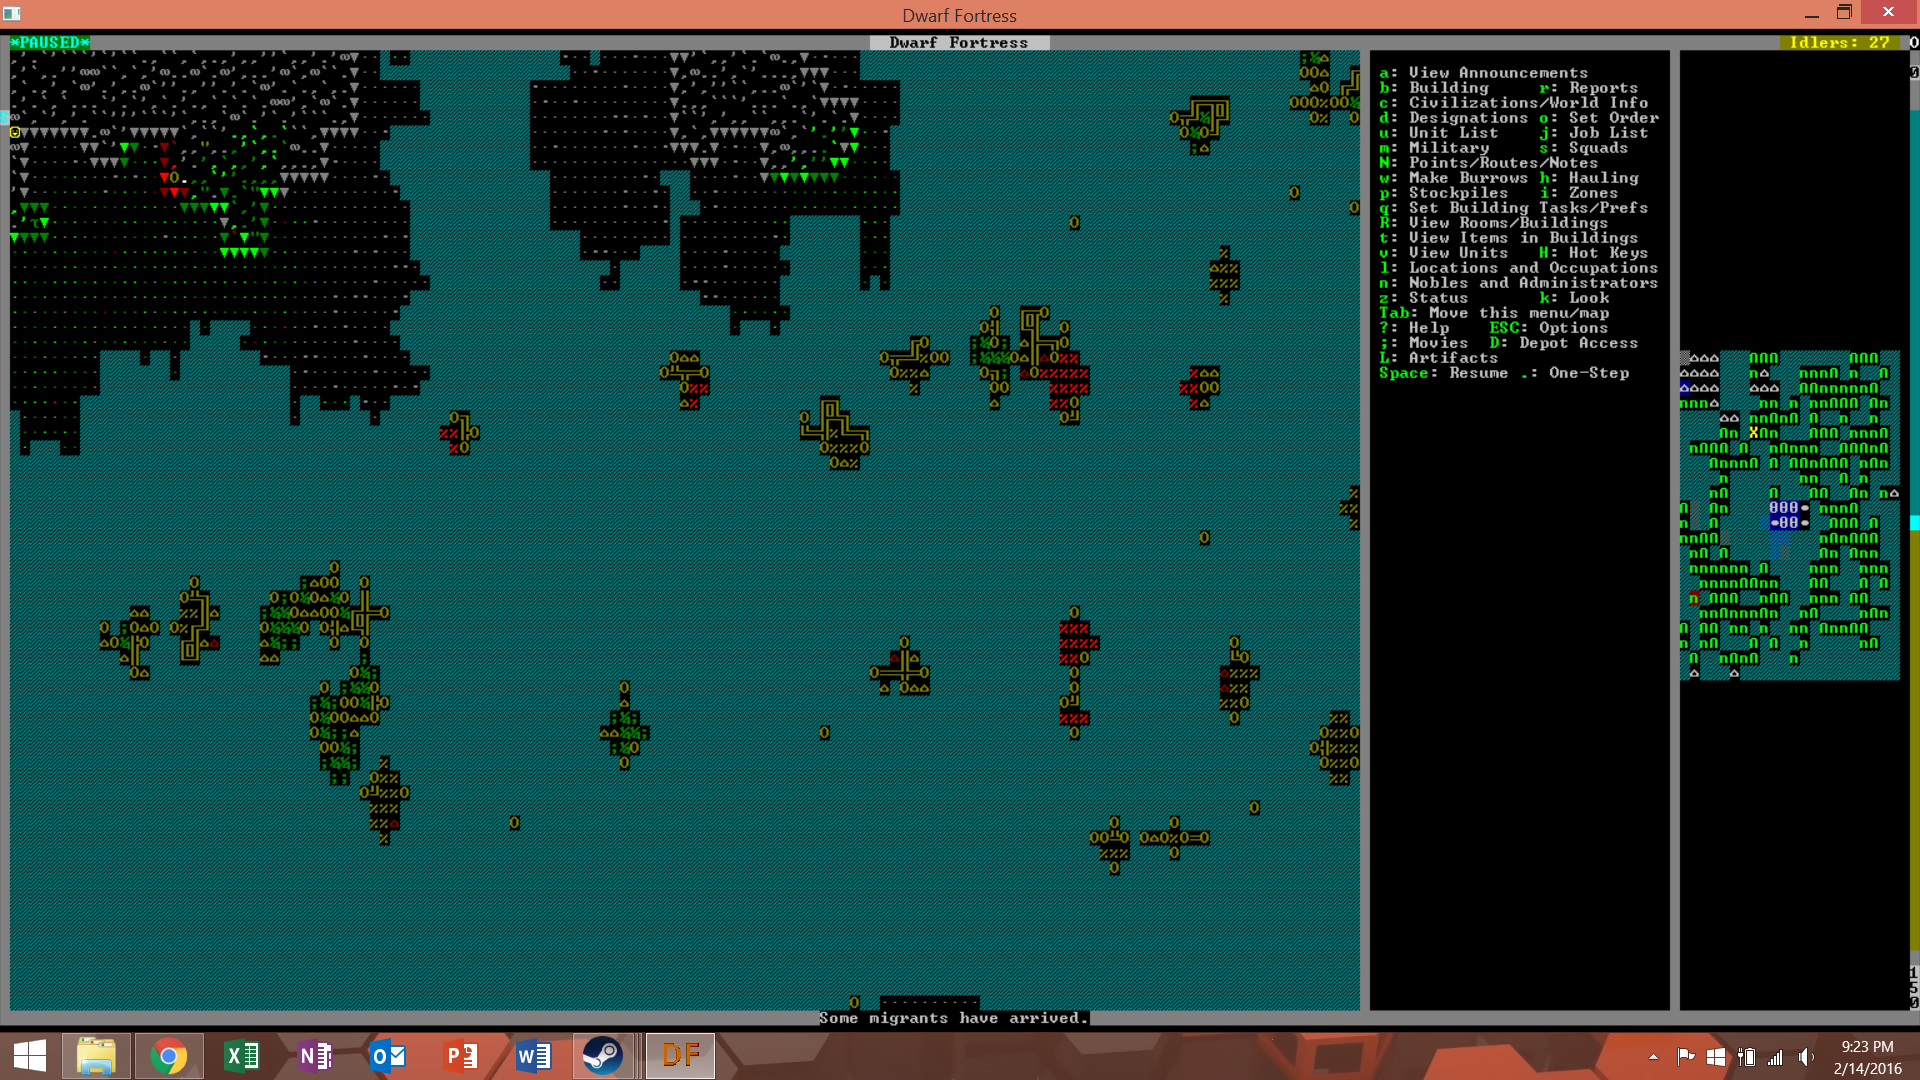 Dwarf Fortress
*PAUSED*
Dwarf Fortress
Idlers: 27
a: View Announcements
b: Building r: Reports
c: Civilizations/World Info
d: Designations o: Set Order
u: Unit List j: Job List
m: Military s: Squads
N: Points/Routes/Notes
w: Make Burrows h: Hauling
p: Stockpiles i: Zones
q: Set Building Tasks/Prefs
R: View Rooms/Buildings
t: View Items in Buildings
v: View Units H: Hot Keys
l: Locations and Occupations
n: Nobles and Administrators
z: Status k: Look
Tab: Move this menu/map
?: Help ESC: Options
;: Movies D: Depot Access
L: Artifacts
Space: Resume .: One-Step
Some migrants have arrived.
DF
9:23 PM
2/14/2016